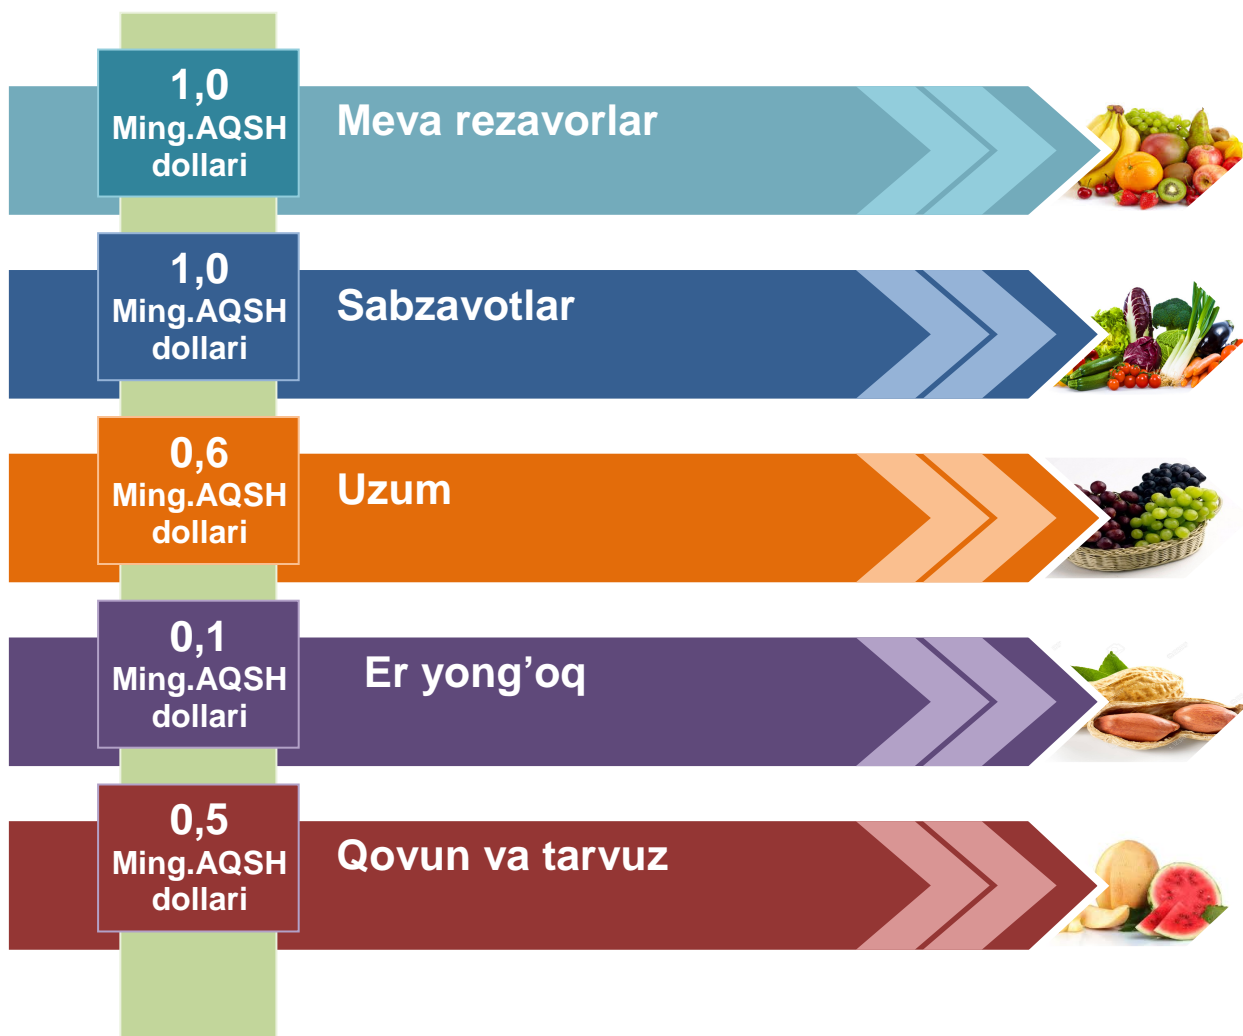 1,0
Ming.AQSH
dollari
Meva rezavorlar
1,0
Ming.AQSH
dollari
Sabzavotlar
0,6
Ming.AQSH
dollari
Uzum
0,1
Ming.AQSH
dollari
Er yong’oq
0,5
Ming.AQSH
dollari
Qovun va tarvuz